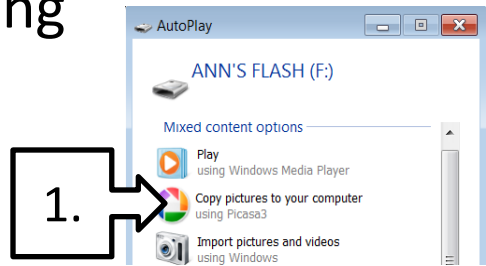 ng
AutoPlay
ANN'S FLASH (F:)
Mixed content options
Play
using Windows Media Player
1.
Copy pictures to your computer
using Picasa3
Import pictures and videos
using Windows